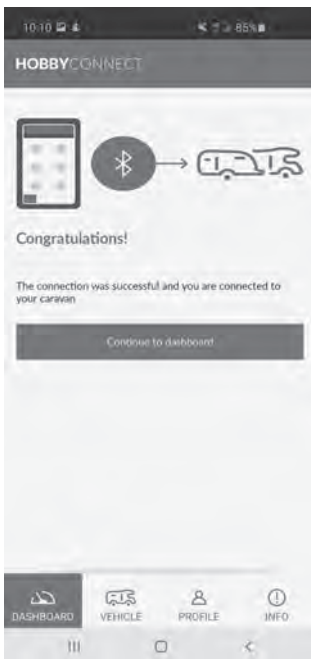 10:10 85%
HOBBYCONNECT
Congratulations!
The connection was successful and you are connected to
your caravan
Continue to dashboard
DASHBOARD VEHICLE PROFILE INFO